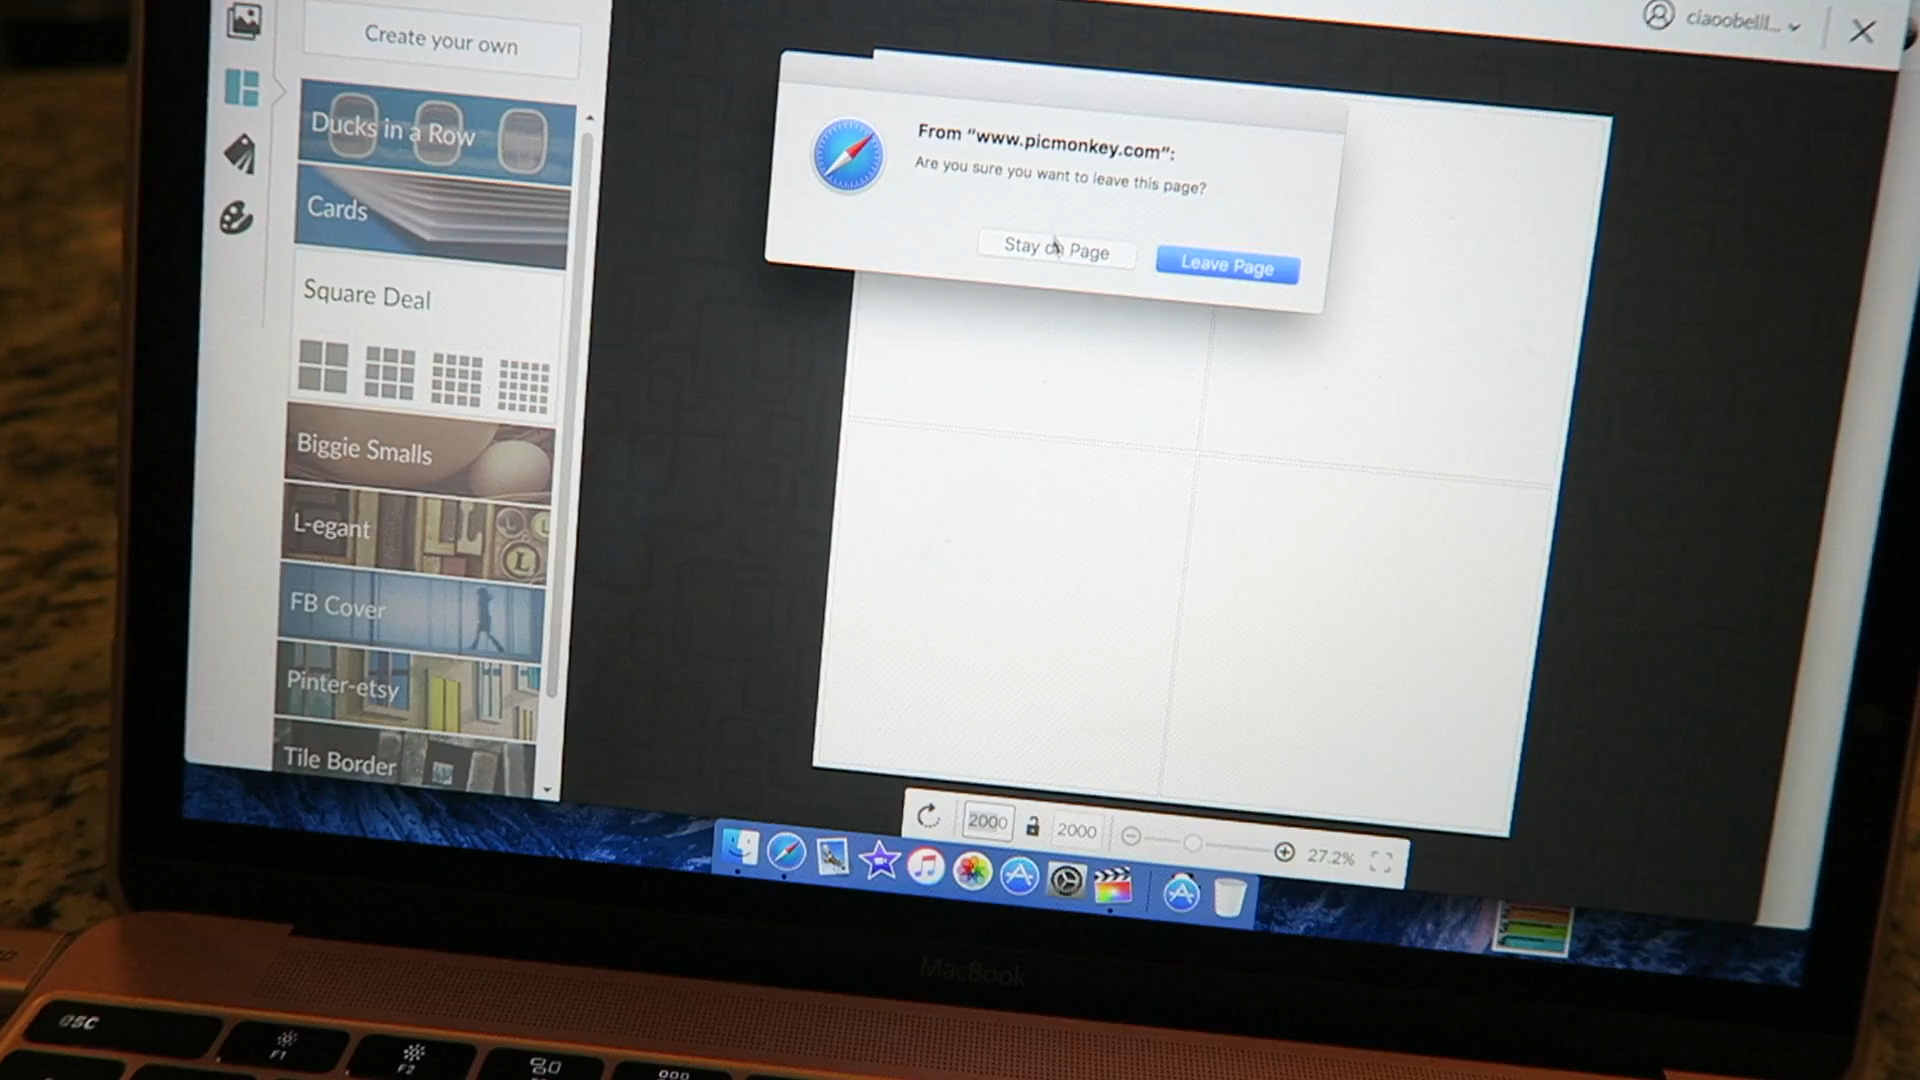 ciaoobelll...
Create your own
Ducks in a Row
Cards
Square Deal
Biggie Smalls
L-egant
FB Cover
Pinter-etsy
Tile Border
From “www.picmonkey.com”:
Are you sure you want to leave this page?
Stay on Page
Leave Page
2000
2000
27.2%
MacBook
esc
F1
F2